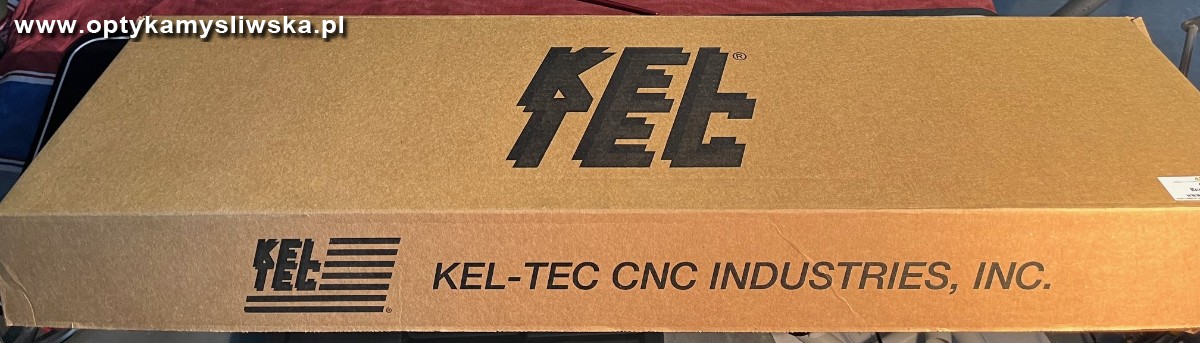 www.optykamysliwska.pl
KEL
TEC
®
KEL
TEC
®
KEL-TEC CNC INDUSTRIES, INC.